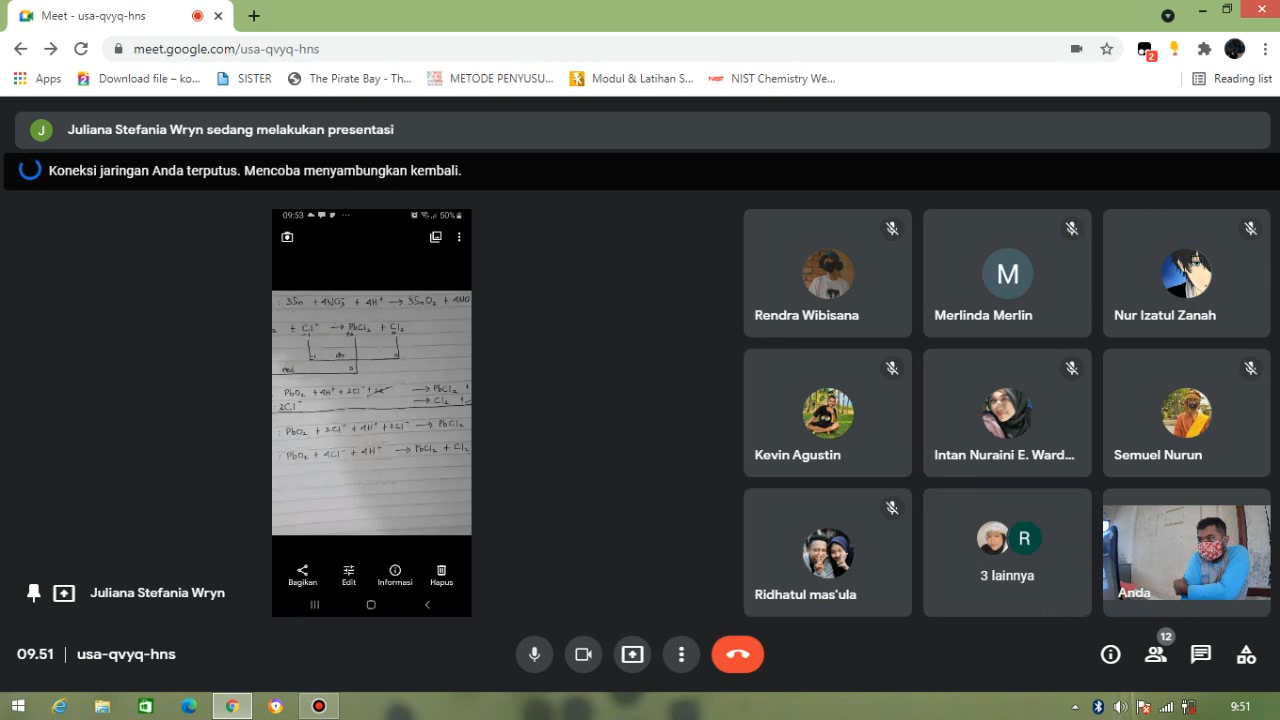 Meet - usa-qvyq-hns
meet.google.com/usa-qvyq-hns
2
Apps
Download file – ko...
SISTER
The Pirate Bay - Th...
METODE PENYUSU...
Modul & Latihan S...
NIST
NIST Chemistry We...
Reading list
J
Juliana Stefania Wryn sedang melakukan presentasi
Koneksi jaringan Anda terputus. Mencoba menyambungkan kembali.
09:53
50%
: 3Sn + 4NO₃⁻ + 4H⁺ → 3SnO₂ + 4NO
+ Cl⁻ → PbCl₂ + Cl₂
PbO₂ + 4H⁺ + 2Cl⁻ → PbCl₂ +
2Cl⁻ → Cl₂ +
: PbO₂ + 2Cl⁻ + 4H⁺ + 2Cl⁻ → PbCl₂
: PbO₂ + 4Cl⁻ + 4H⁺ → PbCl₂ + Cl₂
Bagikan
Edit
Informasi
Hapus
Rendra Wibisana
M
Merlinda Merlin
Nur Izatul Zanah
Kevin Agustin
Intan Nuraini E. Ward...
Semuel Nurun
Ridhatul mas'ula
R
3 lainnya
Anda
Juliana Stefania Wryn
09.51
usa-qvyq-hns
12
9:51